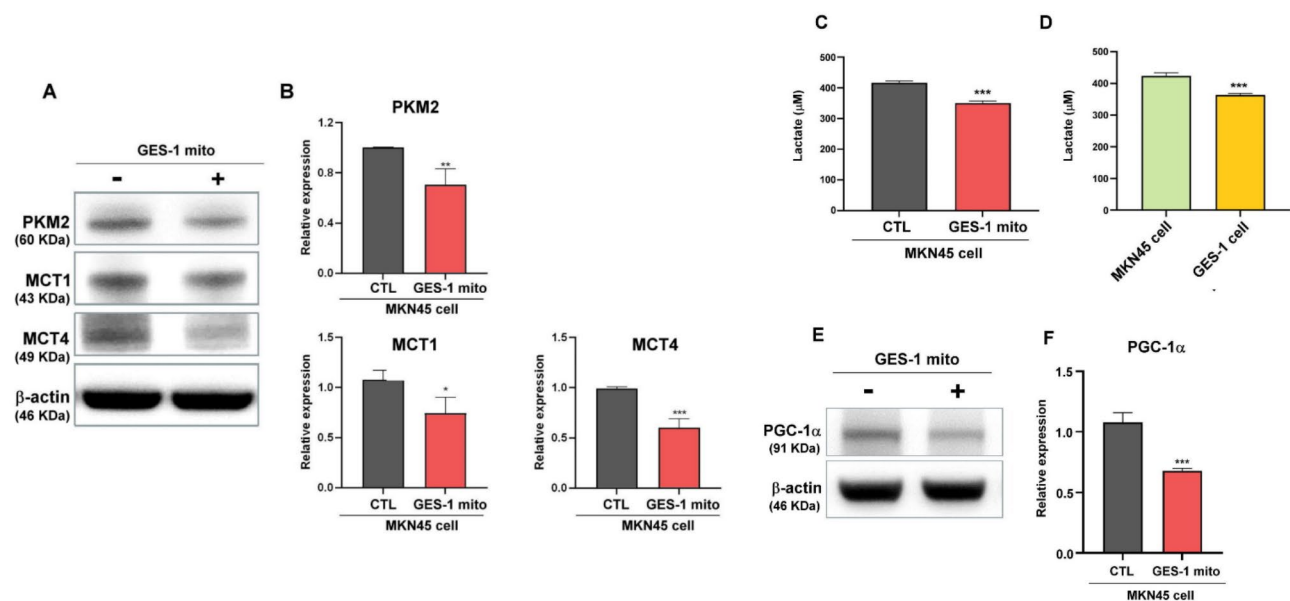 A
GES-1 mito
- +
PKM2
(60 KDa)
MCT1
(43 KDa)
MCT4
(49 KDa)
β-actin
(46 KDa)
B
PKM2
Relative expression
1.2
0.8
0.4
0.0
**
CTL GES-1 mito
MKN45 cell
MCT1
Relative expression
1.5
1.0
0.5
0.0
*
CTL GES-1 mito
MKN45 cell
MCT4
Relative expression
1.5
1.0
0.5
0.0
***
CTL GES-1 mito
MKN45 cell
C
Lactate (μM)
500
400
300
200
100
0
***
CTL GES-1 mito
MKN45 cell
D
Lactate (μM)
500
400
300
200
100
0
***
MKN45 cell
GES-1 cell
E
GES-1 mito
- +
PGC-1α
(91 KDa)
β-actin
(46 KDa)
F
PGC-1α
Relative expression
1.5
1.0
0.5
0.0
***
CTL GES-1 mito
MKN45 cell